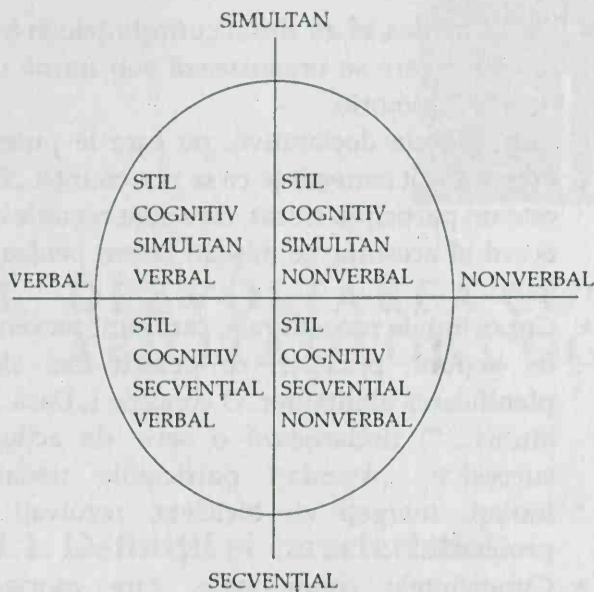 SIMULTAN
STIL
COGNITIV
SIMULTAN
VERBAL
STIL
COGNITIV
SIMULTAN
NONVERBAL
VERBAL
NONVERBAL
STIL
COGNITIV
SECVENȚIAL
VERBAL
STIL
COGNITIV
SECVENȚIAL
NONVERBAL
SECVENȚIAL